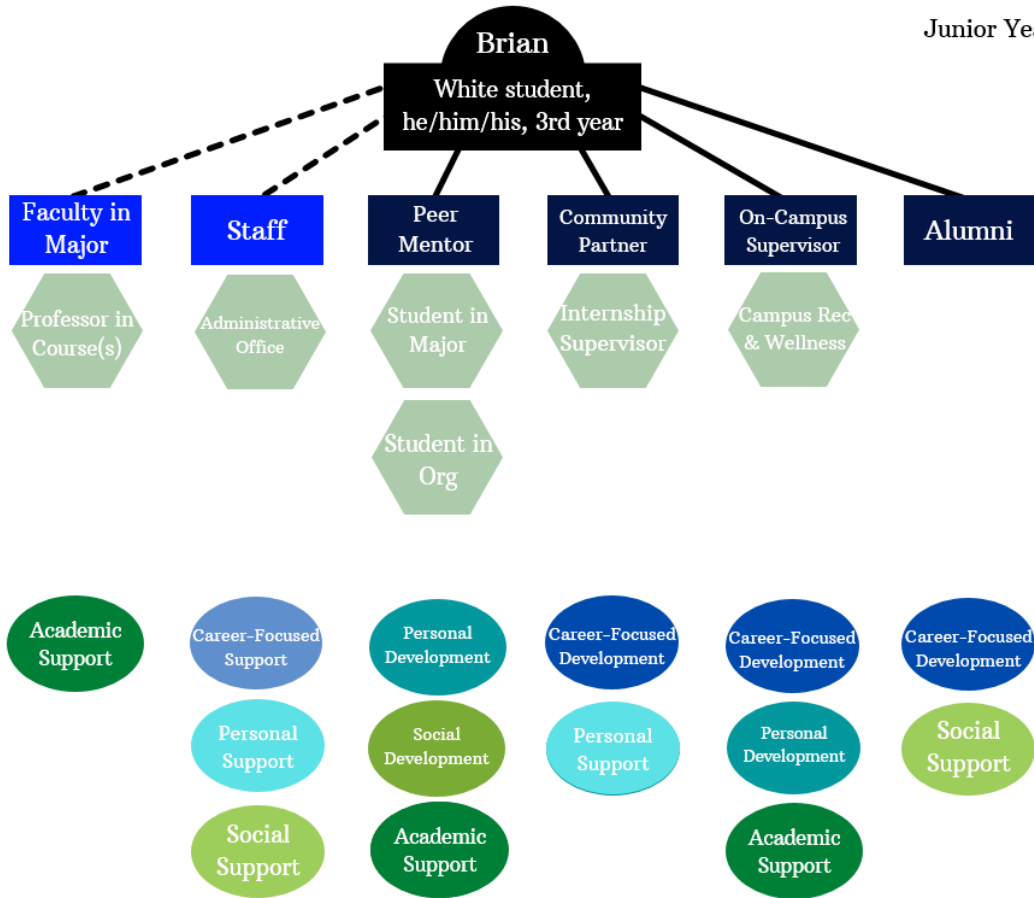 Brian
Junior Yea
White student,
he/him/his, 3rd year
Faculty in
Major
Staff
Peer
Mentor
Community
Partner
On-Campus
Supervisor
Alumni
Professor in
Course(s)
Administrative
Office
Student in
Major
Internship
Supervisor
Campus Rec
& Wellness
Student in
Org
Academic
Support
Career-Focused
Support
Personal
Development
Career-Focused
Development
Career-Focused
Development
Career-Focused
Development
Personal
Support
Social
Development
Personal
Support
Personal
Development
Social
Support
Social
Support
Academic
Support
Academic
Support